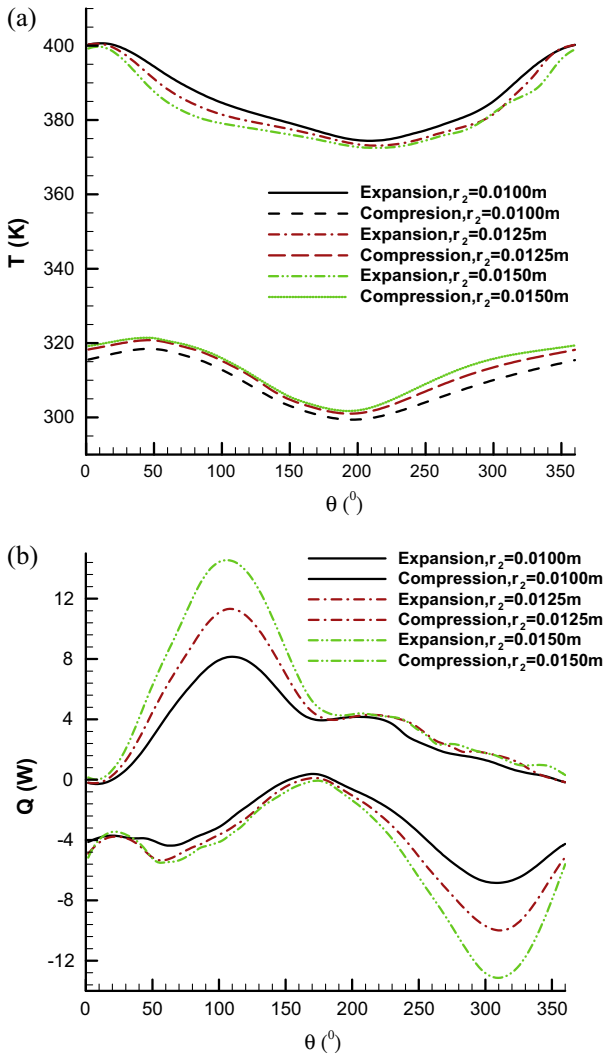 (a)
400
380
360
340
320
300
T (K)
Expansion,r₂=0.0100m
Compresion,r₂=0.0100m
Expansion,r₂=0.0125m
Compression,r₂=0.0125m
Expansion,r₂=0.0150m
Compression,r₂=0.0150m
0 50 100 150 200 250 300 350
θ (⁰)
(b)
12
8
4
0
-4
-8
-12
Q (W)
Expansion,r₂=0.0100m
Compression,r₂=0.0100m
Expansion,r₂=0.0125m
Compression,r₂=0.0125m
Expansion,r₂=0.0150m
Compression,r₂=0.0150m
0 50 100 150 200 250 300 350
θ (⁰)